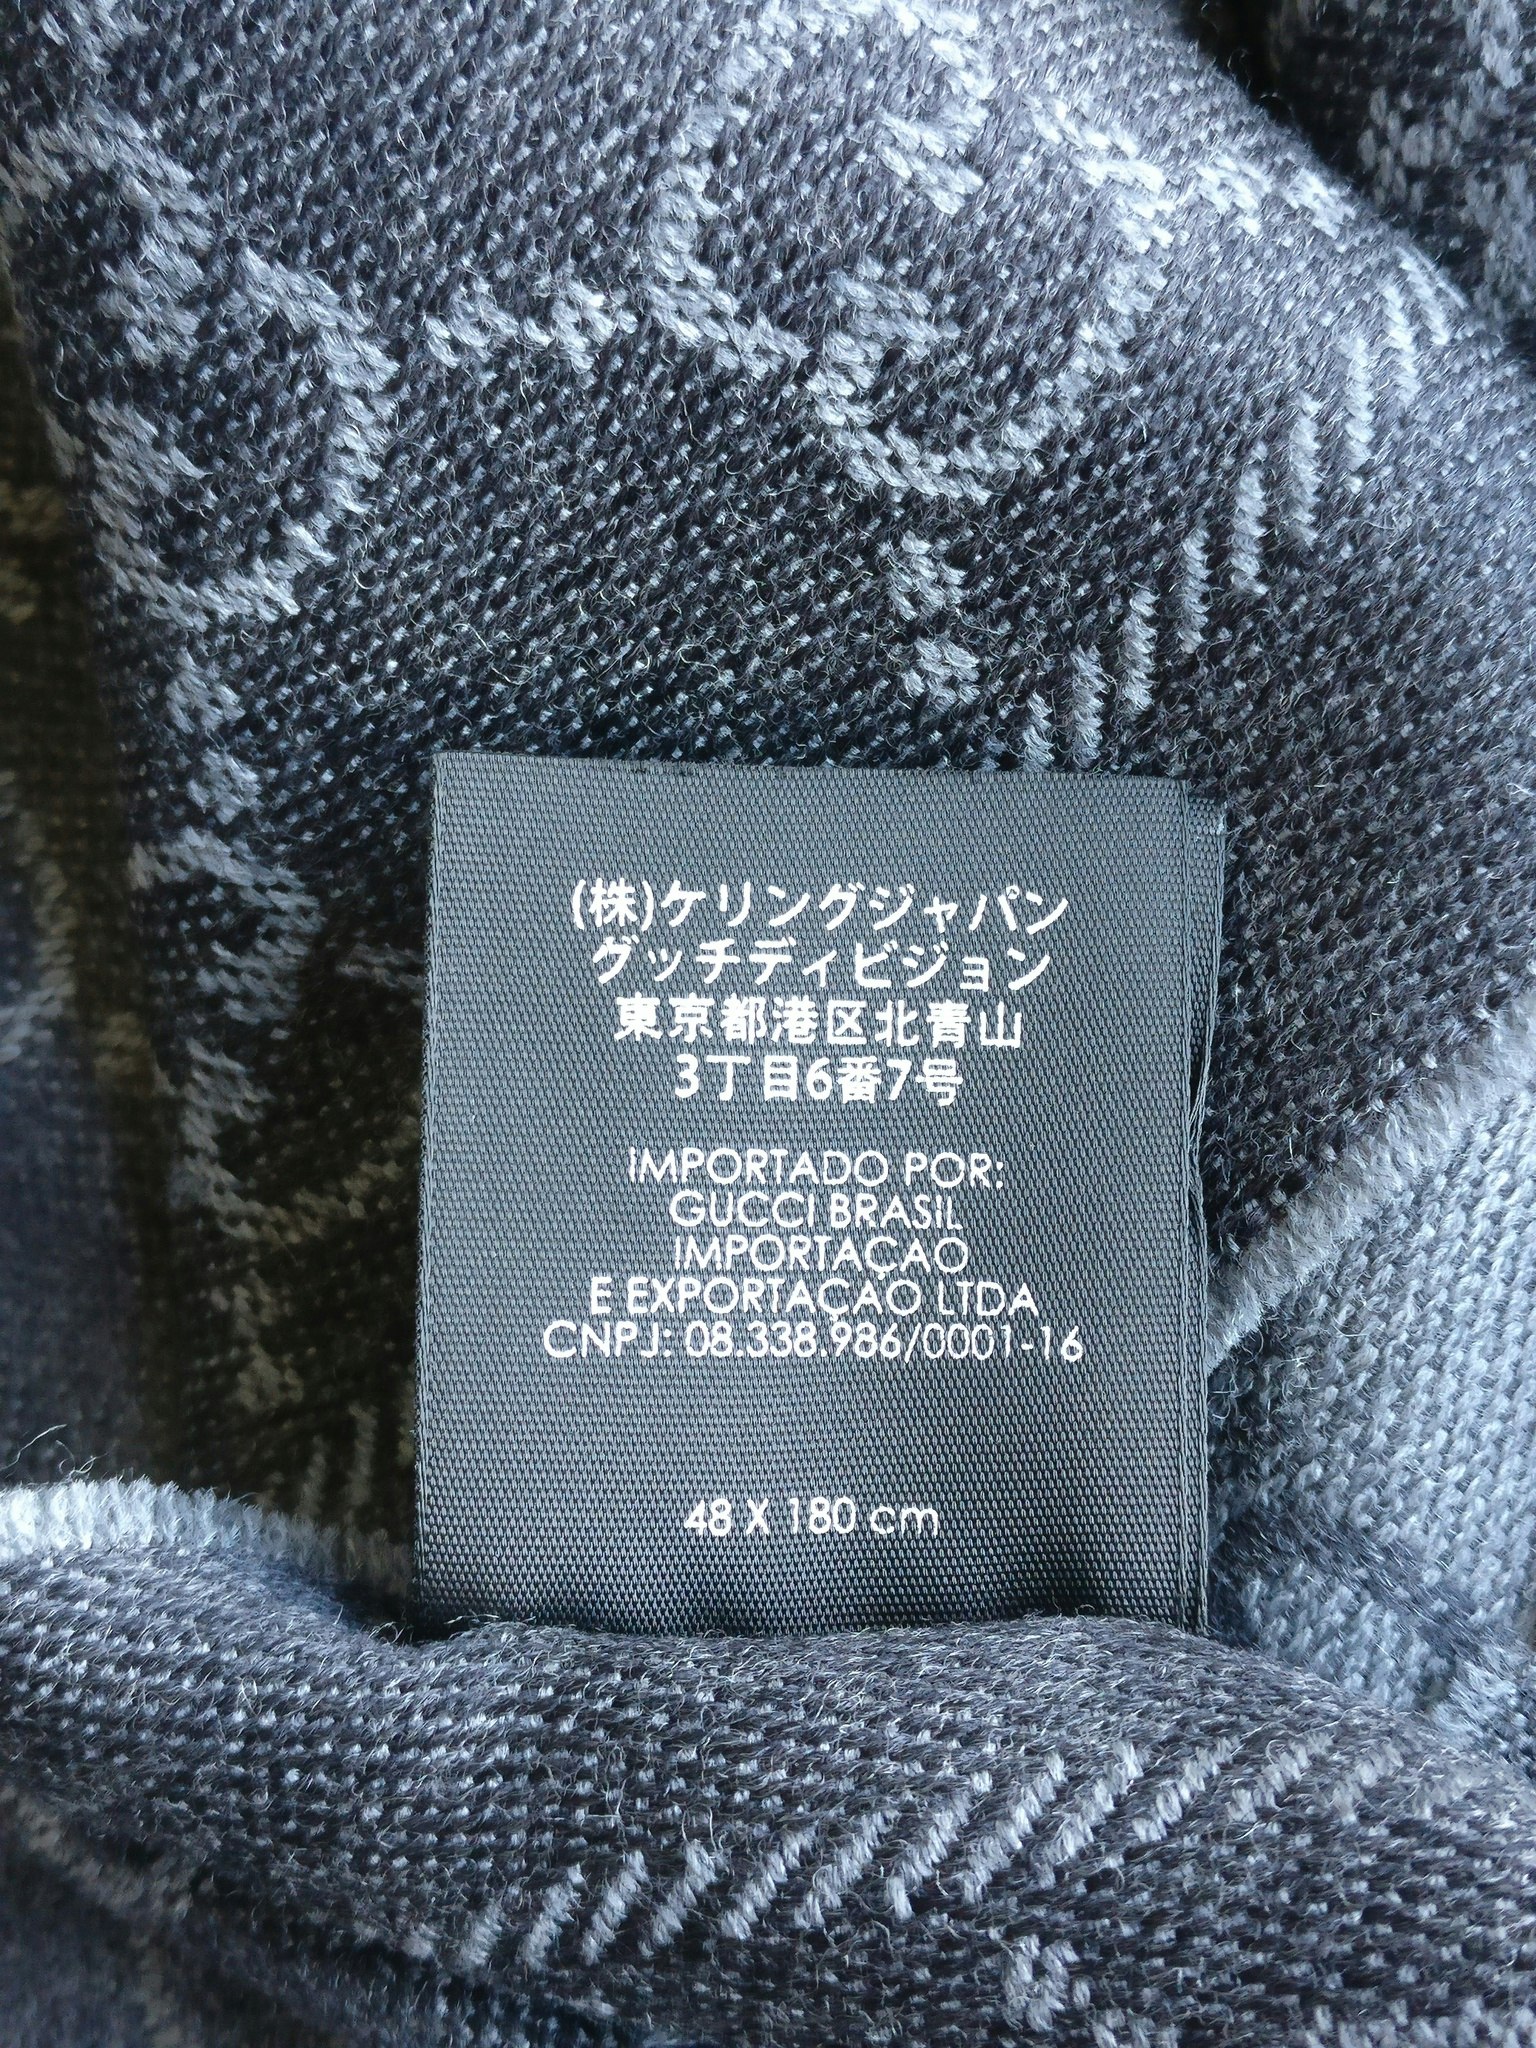 (株)ケリングジャパン
グッチディビジョン
東京都港区北青山
3丁目6番7号
IMPORTADO POR:
GUCCI BRASIL
IMPORTAÇAO
E EXPORTAÇAO LTDA
CNPJ: 08.338.986/0001-16
48 X 180 cm